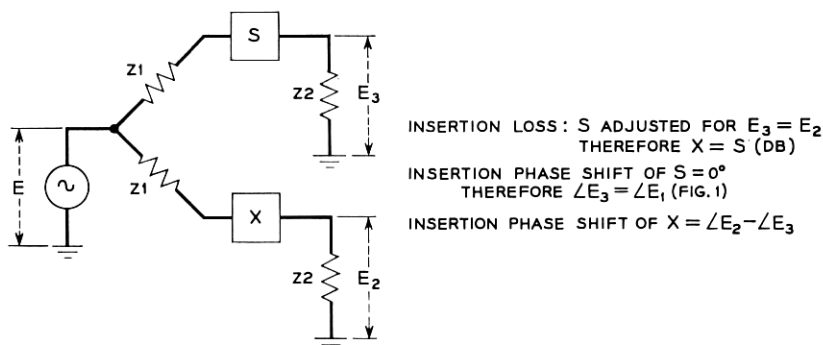 S
Z1
Z2
E₃
E
Z1
X
Z2
E₂
INSERTION LOSS: S ADJUSTED FOR E₃ = E₂
THEREFORE X = S (DB)
INSERTION PHASE SHIFT OF S = 0°
THEREFORE ∠E₃ = ∠E₁ (FIG. 1)
INSERTION PHASE SHIFT OF X = ∠E₂ − ∠E₃